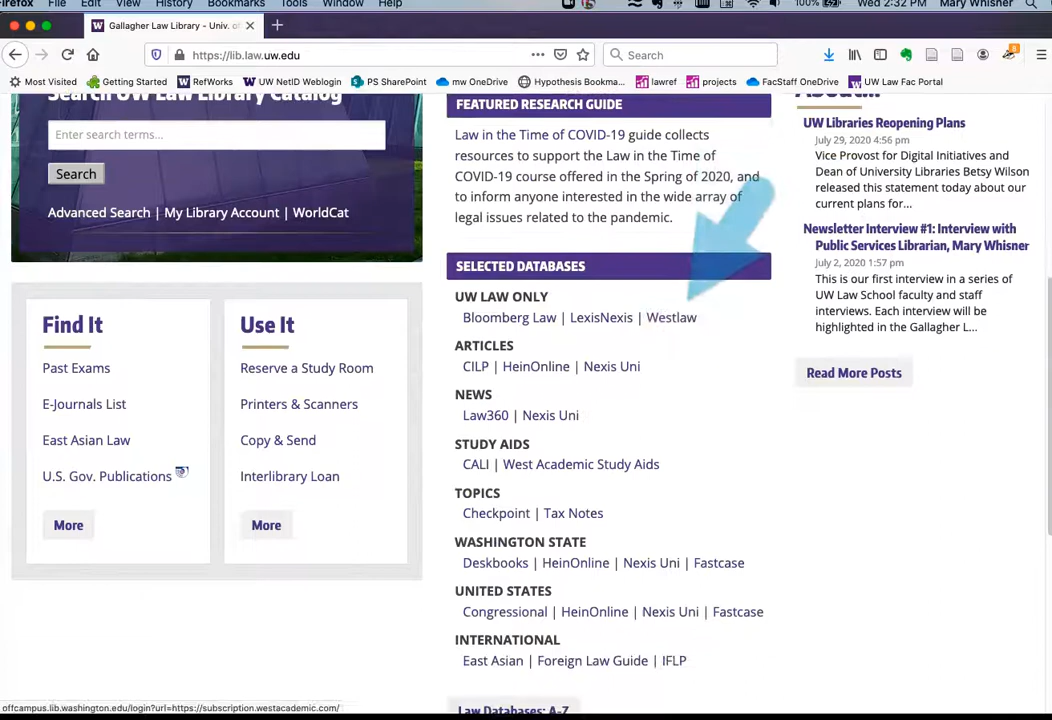 Firefox File Edit View History Bookmarks Tools Window Help 100% Wed 2:32 PM Mary Whisner
Gallagher Law Library - Univ. of
https://lib.law.uw.edu
Search
Most Visited Getting Started RefWorks UW NetID Weblogin PS SharePoint mw OneDrive Hypothesis Bookma... lawref projects FacStaff OneDrive UW Law Fac Portal
Search UW Law Library Catalog
Enter search terms...
Search
Advanced Search | My Library Account | WorldCat
Find It
Past Exams
E-Journals List
East Asian Law
U.S. Gov. Publications
More
Use It
Reserve a Study Room
Printers & Scanners
Copy & Send
Interlibrary Loan
More
FEATURED RESEARCH GUIDE
Law in the Time of COVID-19 guide collects
resources to support the Law in the Time of
COVID-19 course offered in the Spring of 2020, and
to inform anyone interested in the wide array of
legal issues related to the pandemic.
SELECTED DATABASES
UW LAW ONLY
Bloomberg Law | LexisNexis | Westlaw
ARTICLES
CILP | HeinOnline | Nexis Uni
NEWS
Law360 | Nexis Uni
STUDY AIDS
CALI | West Academic Study Aids
TOPICS
Checkpoint | Tax Notes
WASHINGTON STATE
Deskbooks | HeinOnline | Nexis Uni | Fastcase
UNITED STATES
Congressional | HeinOnline | Nexis Uni | Fastcase
INTERNATIONAL
East Asian | Foreign Law Guide | IFLP
Law Databases: A-Z
UW Libraries Reopening Plans
July 29, 2020 4:56 pm
Vice Provost for Digital Initiatives and
Dean of University Libraries Betsy Wilson
released this statement today about our
current plans for...
Newsletter Interview #1: Interview with
Public Services Librarian, Mary Whisner
July 2, 2020 1:57 pm
This is our first interview in a series of
UW Law School faculty and staff
interviews. Each interview will be
highlighted in the Gallagher L...
Read More Posts
offcampus.lib.washington.edu/login?url=https://subscription.westacademic.com/